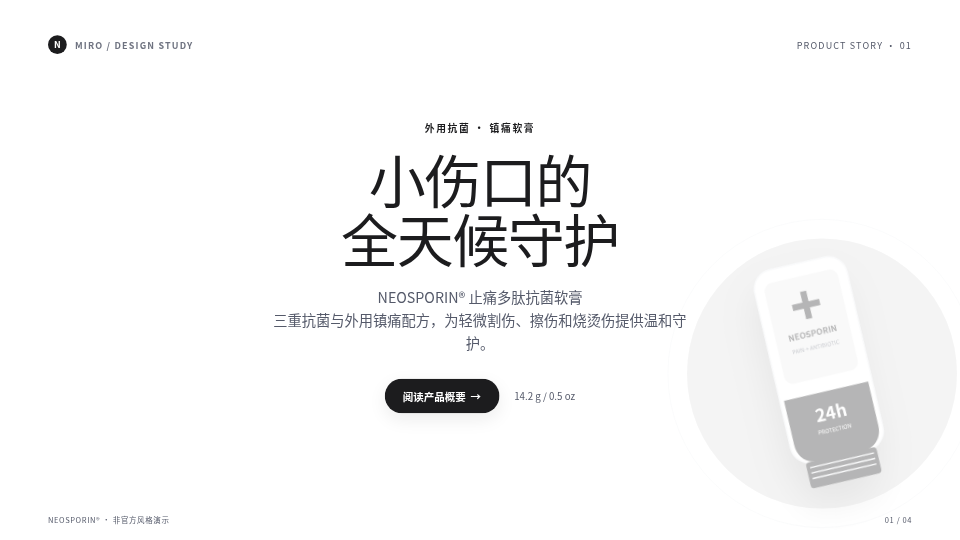 N MIRO / DESIGN STUDY
PRODUCT STORY • 01
外用抗菌 · 镇痛软膏
小伤口的
全天候守护
NEOSPORIN® 止痛多肽抗菌软膏
三重抗菌与外用镇痛配方，为轻微割伤、擦伤和烧烫伤提供温和守
护。
阅读产品概要 →
14.2 g / 0.5 oz
NEOSPORIN
PAIN + ANTIBIOTIC
24h
PROTECTION
NEOSPORIN® · 非官方风格演示
01 / 04